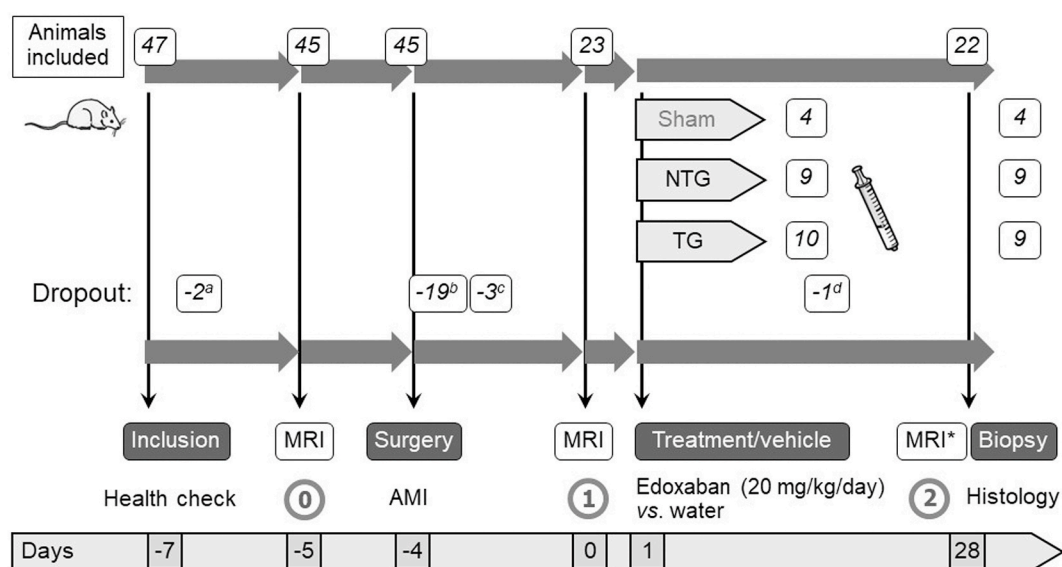 Animals
included
47 45 45 23 22
Sham 4 4
NTG 9 9
TG 10 9
Dropout: -2ᵃ -19ᵇ -3ᶜ -1ᵈ
Inclusion MRI Surgery MRI Treatment/vehicle MRI* Biopsy
Health check 0 AMI 1 Edoxaban (20 mg/kg/day)
vs. water 2 Histology
Days -7 -5 -4 0 1 28